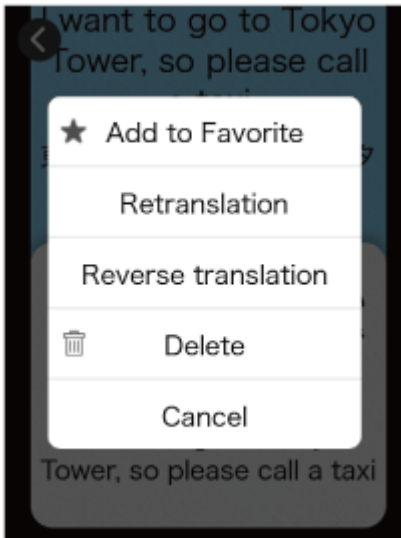 I want to go to Tokyo
Tower, so please call
a taxi
Add to Favorite
Retranslation
Reverse translation
Delete
Cancel
Tower, so please call a taxi